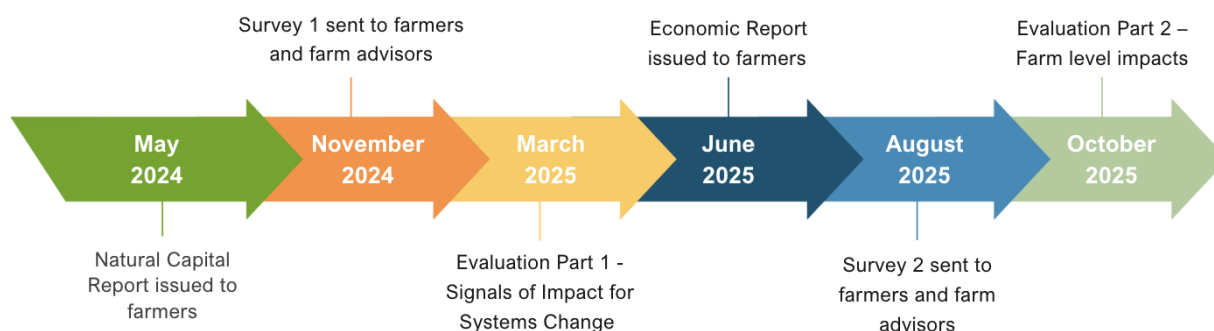 Survey 1 sent to farmers
and farm advisors
Economic Report
issued to farmers
Evaluation Part 2 –
Farm level impacts
May
2024
November
2024
March
2025
June
2025
August
2025
October
2025
Natural Capital
Report issued to
farmers
Evaluation Part 1 -
Signals of Impact for
Systems Change
Survey 2 sent to
farmers and farm
advisors